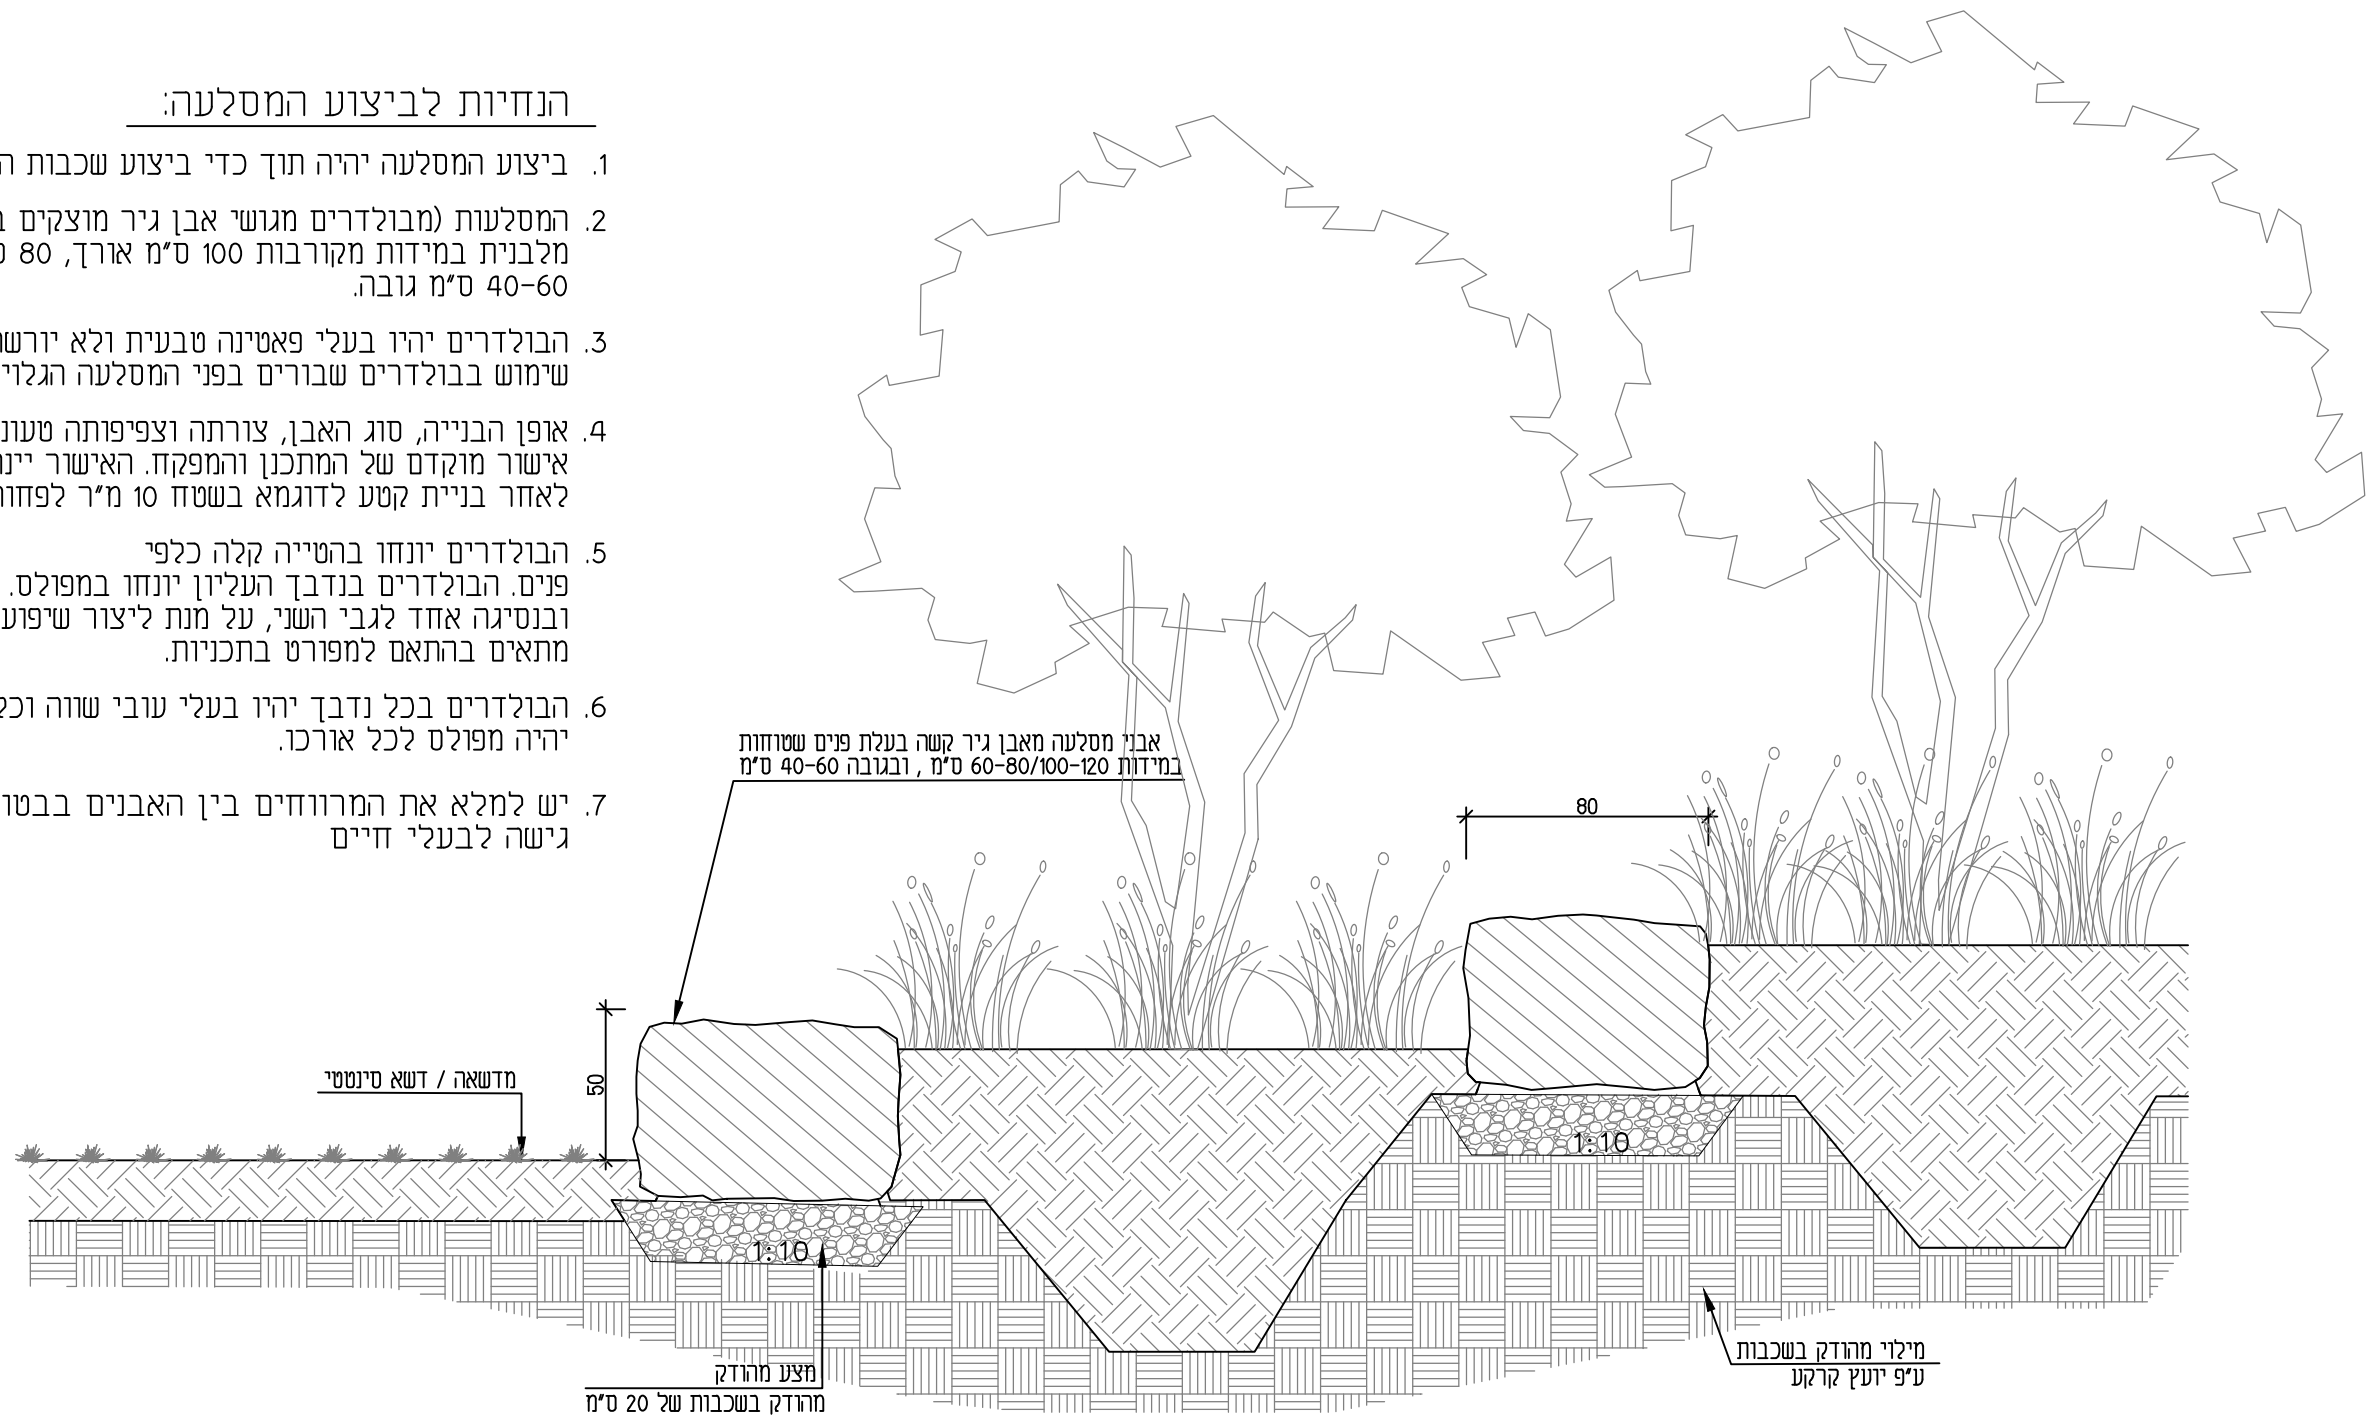 הנחיות לביצוע המסלעה:
1. ביצוע המסלעה יהיה תוך כדי ביצוע שכבות
2. המסלעות (מבולדרים מגושי אבן גיר מוצקים
מלבנית במידות מקורבות 100 ס"מ אורך, 80
40-60 ס"מ גובה.
3. הבולדרים יהיו בעלי פאטינה טבעית ולא
שימוש בבולדרים שבורים בפני המסלעה
4. אופן הבנייה, סוג האבן, צורתה וצפיפותה
אישור מוקדם של המתכנן והמפקח. האישור
לאחר בניית קטע לדוגמא בשטח 10 מ"ר
5. הבולדרים יונחו בהטייה קלה כלפי
פנים. הבולדרים בנדבך העליון יונחו במפולס.
ובנסיגה אחד לגבי השני, על מנת ליצור שיפוע
מתאים בהתאם למפורט בתכניות.
6. הבולדרים בכל נדבך יהיו בעלי עובי שווה
יהיה מפולס לכל אורכו.
7. יש למלא את המרווחים בין האבנים
גישה לבעלי חיים
אבני מסלעה מאבן גיר קשה בעלת פנים שטוחות
במידות 60-80/100-120 ס"מ , ובגובה 40-60 ס"מ
80
50
מדשאה / דשא סינטטי
1:10
1:10
מצע מהודק
מהודק בשכבות של 20 ס"מ
מילוי מהודק בשכבות
ע"פ יועץ קרקע